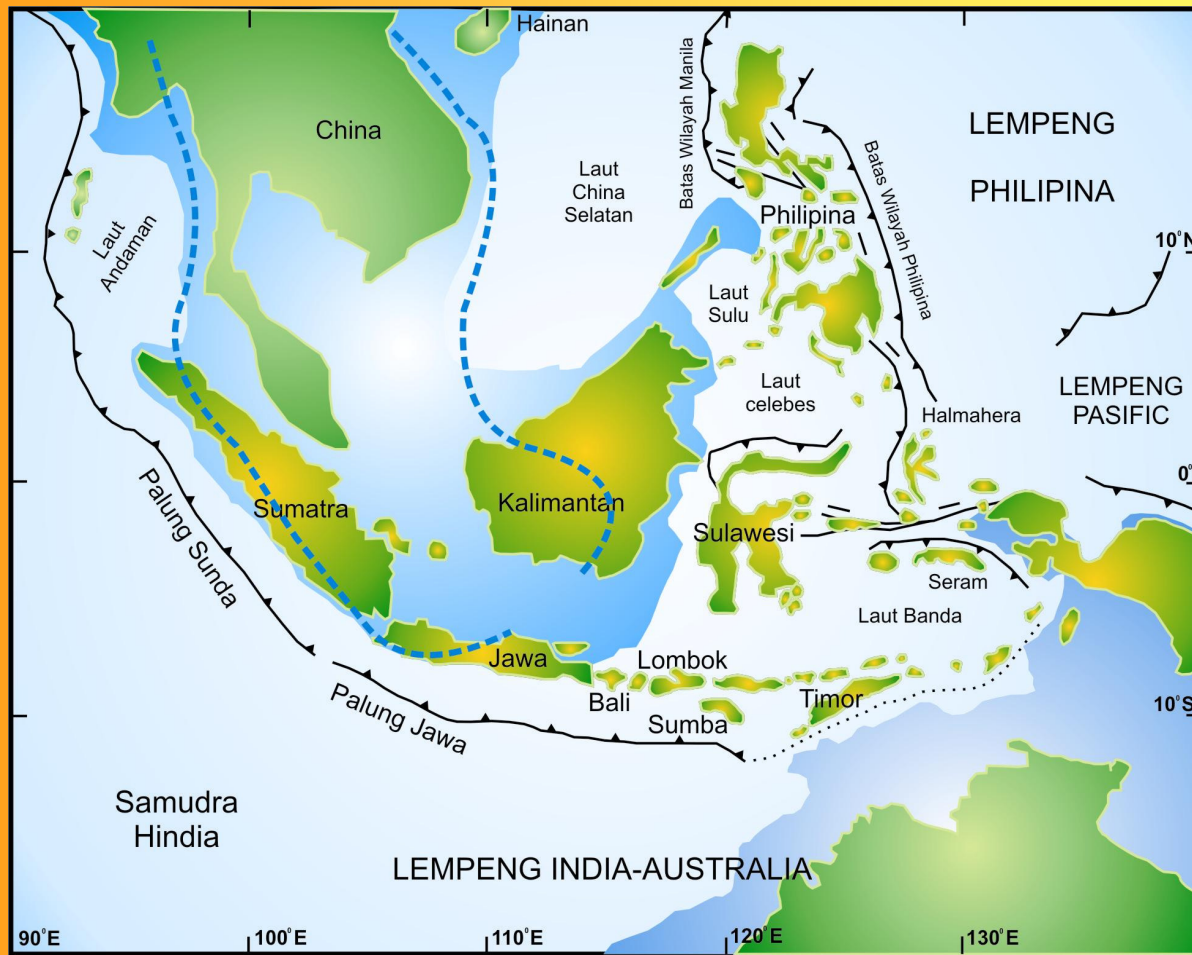 Hainan
China
Laut
China
Selatan
Batas Wilayah Manila
LEMPENG
PHILIPINA
Philipina
Batas Wilayah Philipina
Laut
Andaman
10°N
Laut
Sulu
Laut
celebes
LEMPENG
PASIFIC
Halmahera
0°
Sumatra
Kalimantan
Sulawesi
Palung Sunda
Seram
Laut Banda
Jawa
Lombok
Bali
Timor
Sumba
10°S
Palung Jawa
Samudra
Hindia
LEMPENG INDIA-AUSTRALIA
90°E
100°E
110°E
120°E
130°E